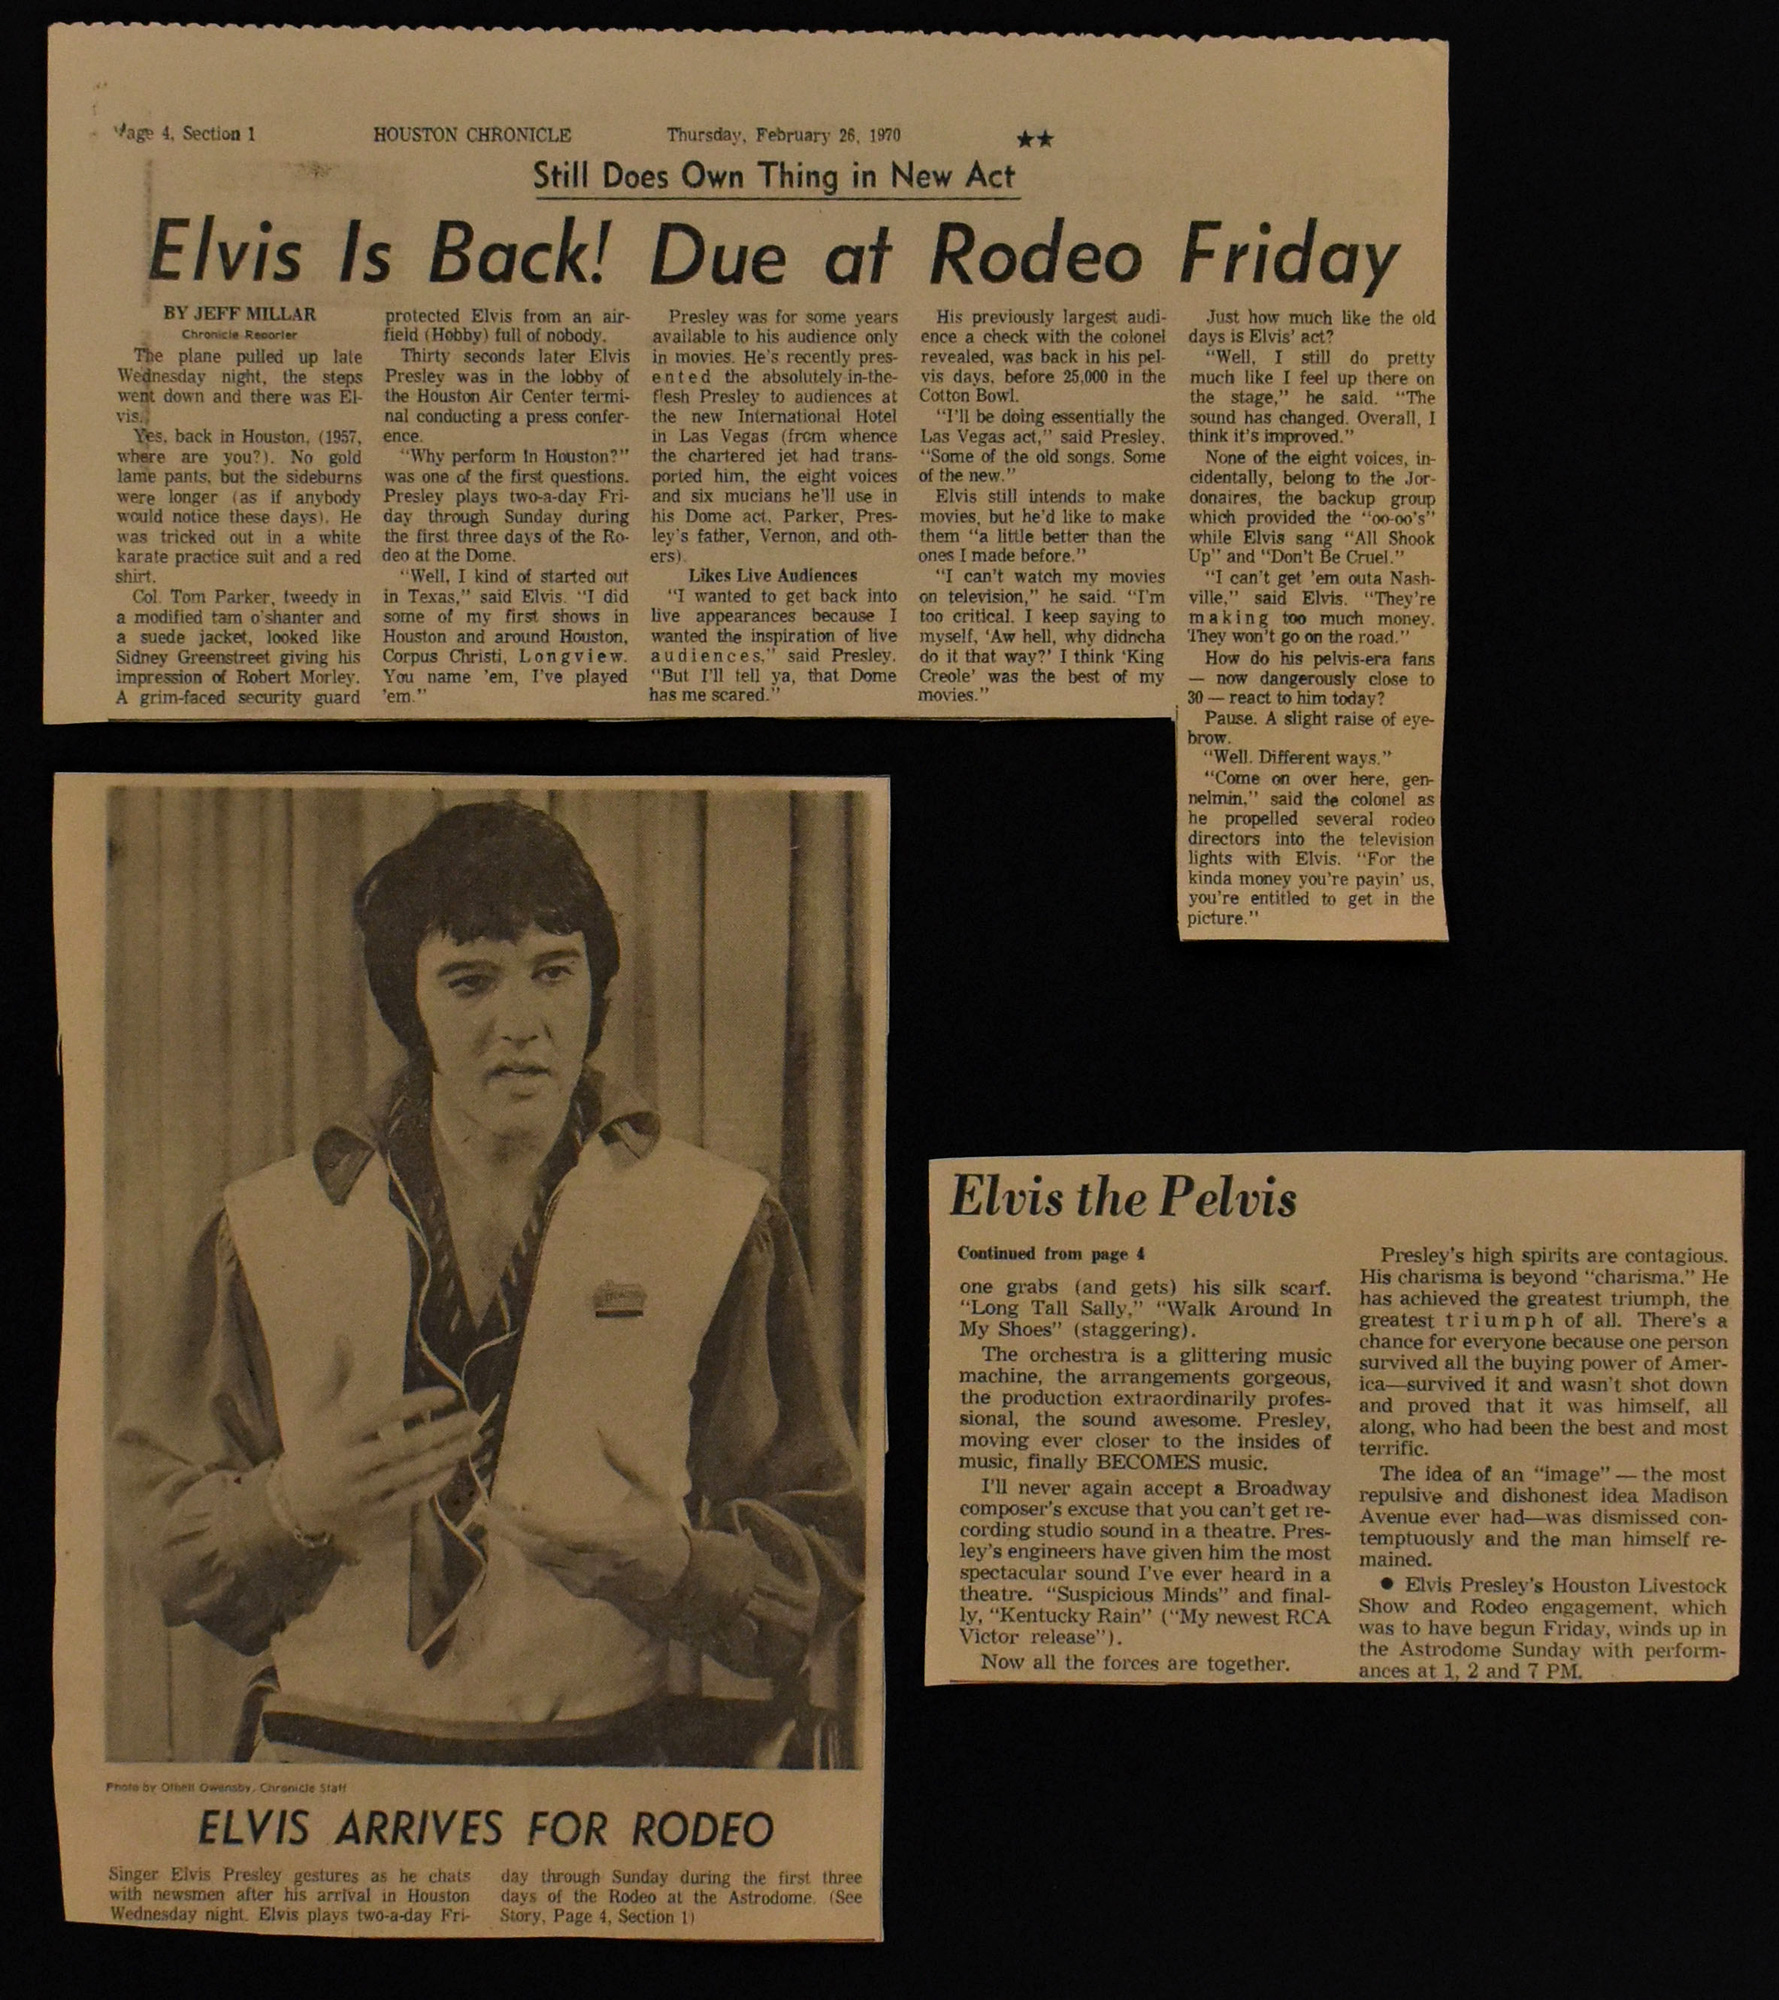 Page 4, Section 1 HOUSTON CHRONICLE Thursday, February 26, 1970 ★★
Still Does Own Thing in New Act
Elvis Is Back! Due at Rodeo Friday
BY JEFF MILLAR
Chronicle Reporter
The plane pulled up late
Wednesday night, the steps
went down and there was El-
vis.
Yes, back in Houston, (1957,
where are you?). No gold
lame pants, but the sideburns
were longer (as if anybody
would notice these days). He
was tricked out in a white
karate practice suit and a red
shirt.
Col. Tom Parker, tweedy in
a modified tam o'shanter and
a suede jacket, looked like
Sidney Greenstreet giving his
impression of Robert Morley.
A grim-faced security guard
protected Elvis from an air-
field (Hobby) full of nobody.
Thirty seconds later Elvis
Presley was in the lobby of
the Houston Air Center termi-
nal conducting a press confer-
ence.
"Why perform In Houston?"
was one of the first questions.
Presley plays two-a-day Fri-
day through Sunday during
the first three days of the Ro-
deo at the Dome.
"Well, I kind of started out
in Texas," said Elvis. "I did
some of my first shows in
Houston and around Houston,
Corpus Christi, Longview.
You name 'em, I've played
'em."
Presley was for some years
available to his audience only
in movies. He's recently pres-
ented the absolutely-in-the-
flesh Presley to audiences at
the new International Hotel
in Las Vegas (from whence
the chartered jet had trans-
ported him, the eight voices
and six mucians he'll use in
his Dome act, Parker, Pres-
ley's father, Vernon, and oth-
ers).
Likes Live Audiences
"I wanted to get back into
live appearances because I
wanted the inspiration of live
audiences," said Presley.
"But I'll tell ya, that Dome
has me scared."
His previously largest audi-
ence a check with the colonel
revealed, was back in his pel-
vis days, before 25,000 in the
Cotton Bowl.
"I'll be doing essentially the
Las Vegas act," said Presley.
"Some of the old songs. Some
of the new."
Elvis still intends to make
movies, but he'd like to make
them "a little better than the
ones I made before."
"I can't watch my movies
on television," he said. "I'm
too critical. I keep saying to
myself, 'Aw hell, why didncha
do it that way?' I think 'King
Creole' was the best of my
movies."
Just how much like the old
days is Elvis' act?
"Well, I still do pretty
much like I feel up there on
the stage," he said. "The
sound has changed. Overall, I
think it's improved."
None of the eight voices, in-
cidentally, belong to the Jor-
donaires, the backup group
which provided the "oo-oo's"
while Elvis sang "All Shook
Up" and "Don't Be Cruel."
"I can't get 'em outa Nash-
ville," said Elvis. "They're
making too much money.
They won't go on the road."
How do his pelvis-era fans
— now dangerously close to
30 — react to him today?
Pause. A slight raise of eye-
brow.
"Well. Different ways."
"Come on over here, gen-
nelmin," said the colonel as
he propelled several rodeo
directors into the television
lights with Elvis. "For the
kinda money you're payin' us,
you're entitled to get in the
picture."
Photo by Othell Owensby, Chronicle Staff
ELVIS ARRIVES FOR RODEO
Singer Elvis Presley gestures as he chats
with newsmen after his arrival in Houston
Wednesday night. Elvis plays two-a-day Fri-
day through Sunday during the first three
days of the Rodeo at the Astrodome. (See
Story, Page 4, Section 1)
Elvis the Pelvis
Continued from page 4
one grabs (and gets) his silk scarf.
"Long Tall Sally," "Walk Around In
My Shoes" (staggering).
The orchestra is a glittering music
machine, the arrangements gorgeous,
the production extraordinarily profes-
sional, the sound awesome. Presley,
moving ever closer to the insides of
music, finally BECOMES music.
I'll never again accept a Broadway
composer's excuse that you can't get re-
cording studio sound in a theatre. Pres-
ley's engineers have given him the most
spectacular sound I've ever heard in a
theatre. "Suspicious Minds" and final-
ly, "Kentucky Rain" ("My newest RCA
Victor release").
Now all the forces are together.
Presley's high spirits are contagious.
His charisma is beyond "charisma." He
has achieved the greatest triumph, the
greatest triumph of all. There's a
chance for everyone because one person
survived all the buying power of Amer-
ica—survived it and wasn't shot down
and proved that it was himself, all
along, who had been the best and most
terrific.
The idea of an "image" — the most
repulsive and dishonest idea Madison
Avenue ever had—was dismissed con-
temptuously and the man himself re-
mained.
● Elvis Presley's Houston Livestock
Show and Rodeo engagement, which
was to have begun Friday, winds up in
the Astrodome Sunday with perform-
ances at 1, 2 and 7 PM.